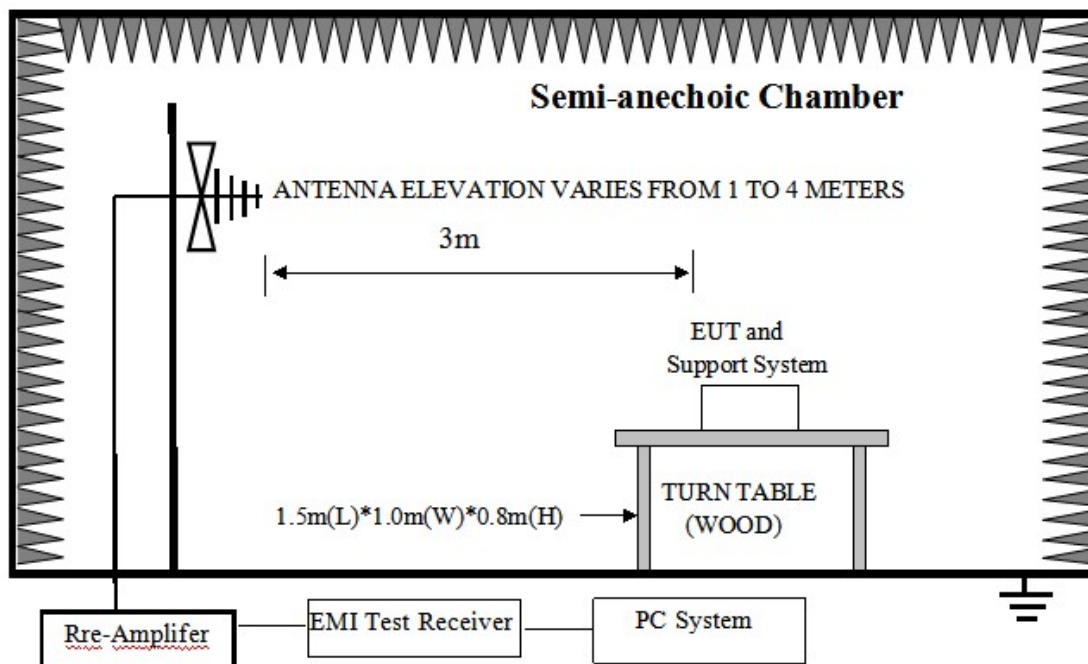 Semi-anechoic Chamber
ANTENNA ELEVATION VARIES FROM 1 TO 4 METERS
3m
EUT and
Support System
1.5m(L)*1.0m(W)*0.8m(H)
TURN TABLE
(WOOD)
Rre-Amplifer
EMI Test Receiver
PC System